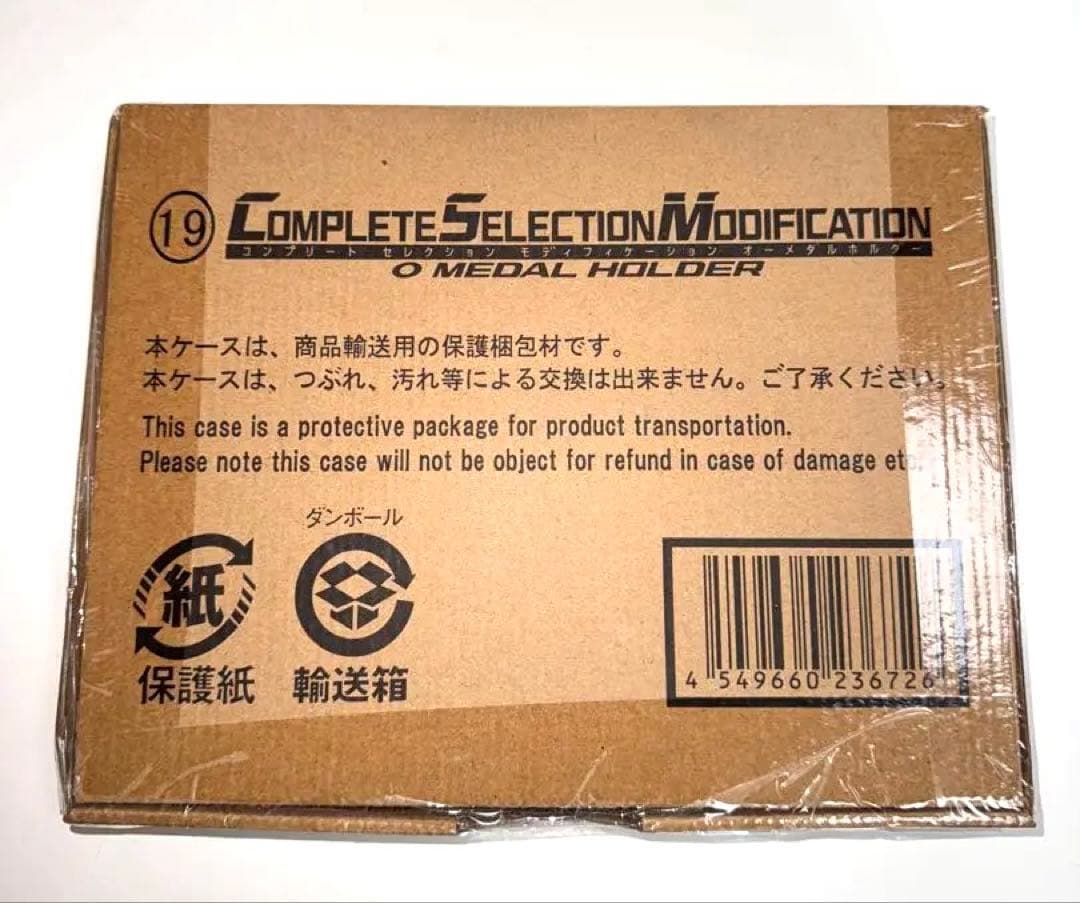 19 COMPLETE SELECTION MODIFICATION
コンプリート セレクション モディフィケーション オーメダルホルダー
O MEDAL HOLDER
本ケースは、商品輸送用の保護梱包材です。
本ケースは、つぶれ、汚れ等による交換は出来ません。ご了承ください。
This case is a protective package for product transportation.
Please note this case will not be object for refund in case of damage etc.
ダンボール
紙
保護紙 輸送箱
4 549660 236726